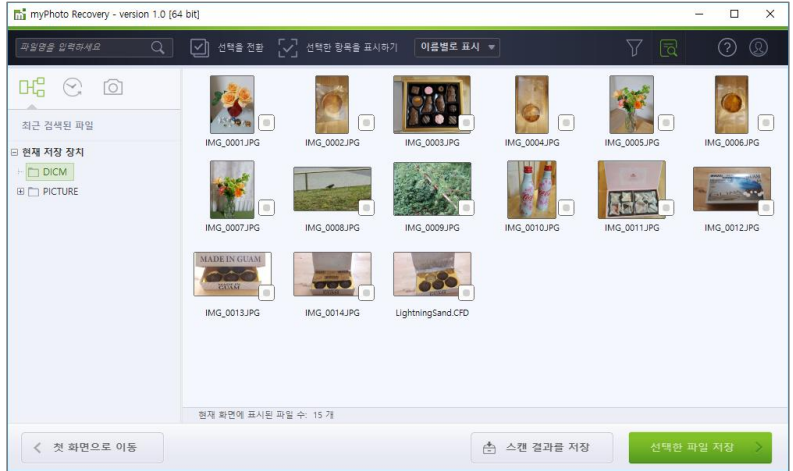 myPhoto Recovery - version 1.0 [64 bit]
파일명을 입력하세요
선택을 전환
선택한 항목을 표시하기
이름별로 표시
최근 검색된 파일
현재 저장 장치
DICM
PICTURE
IMG_0001.JPG
IMG_0002.JPG
IMG_0003.JPG
IMG_0004.JPG
IMG_0005.JPG
IMG_0006.JPG
IMG_0007.JPG
IMG_0008.JPG
IMG_0009.JPG
IMG_0010.JPG
IMG_0011.JPG
IMG_0012.JPG
MADE IN GUAM
IMG_0013.JPG
IMG_0014.JPG
LightningSand.CFD
현재 화면에 표시된 파일 수: 15 개
첫 화면으로 이동
스캔 결과를 저장
선택한 파일 저장